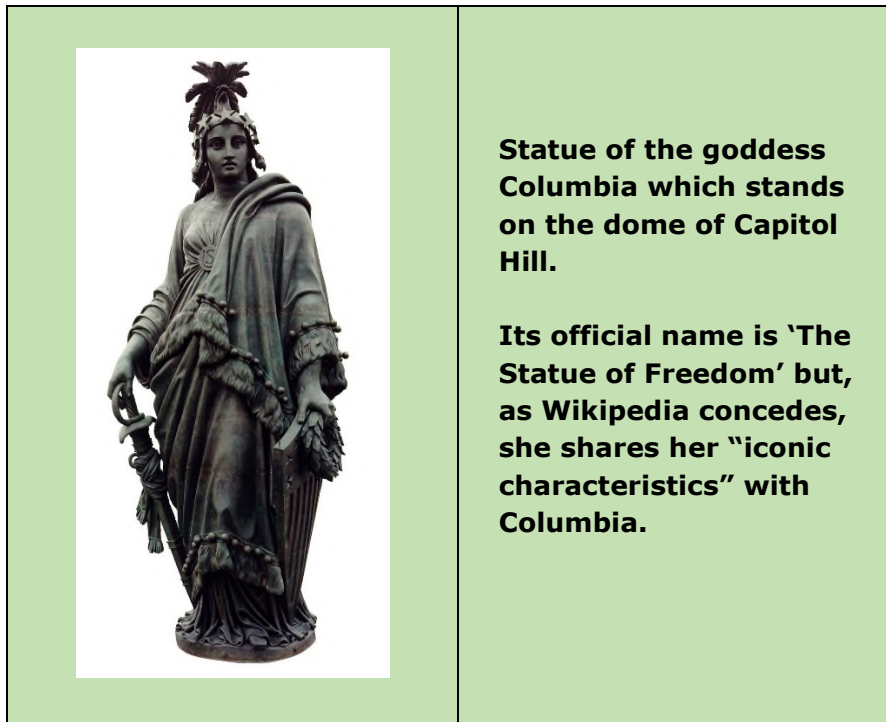 Statue of the goddess
Columbia which stands
on the dome of Capitol
Hill.
Its official name is ‘The
Statue of Freedom’ but,
as Wikipedia concedes,
she shares her “iconic
characteristics” with
Columbia.
US